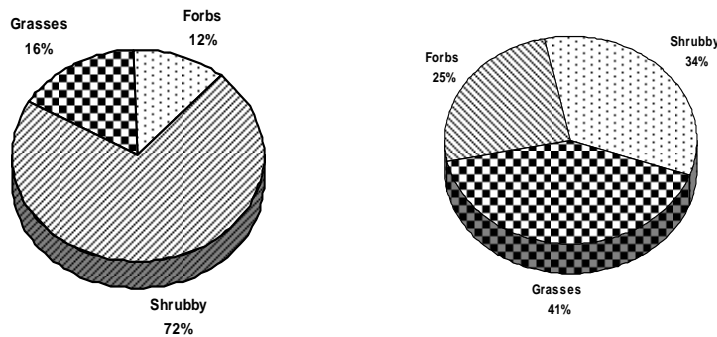 Grasses
16%
Forbs
12%
Shrubby
72%
Forbs
25%
Shrubby
34%
Grasses
41%